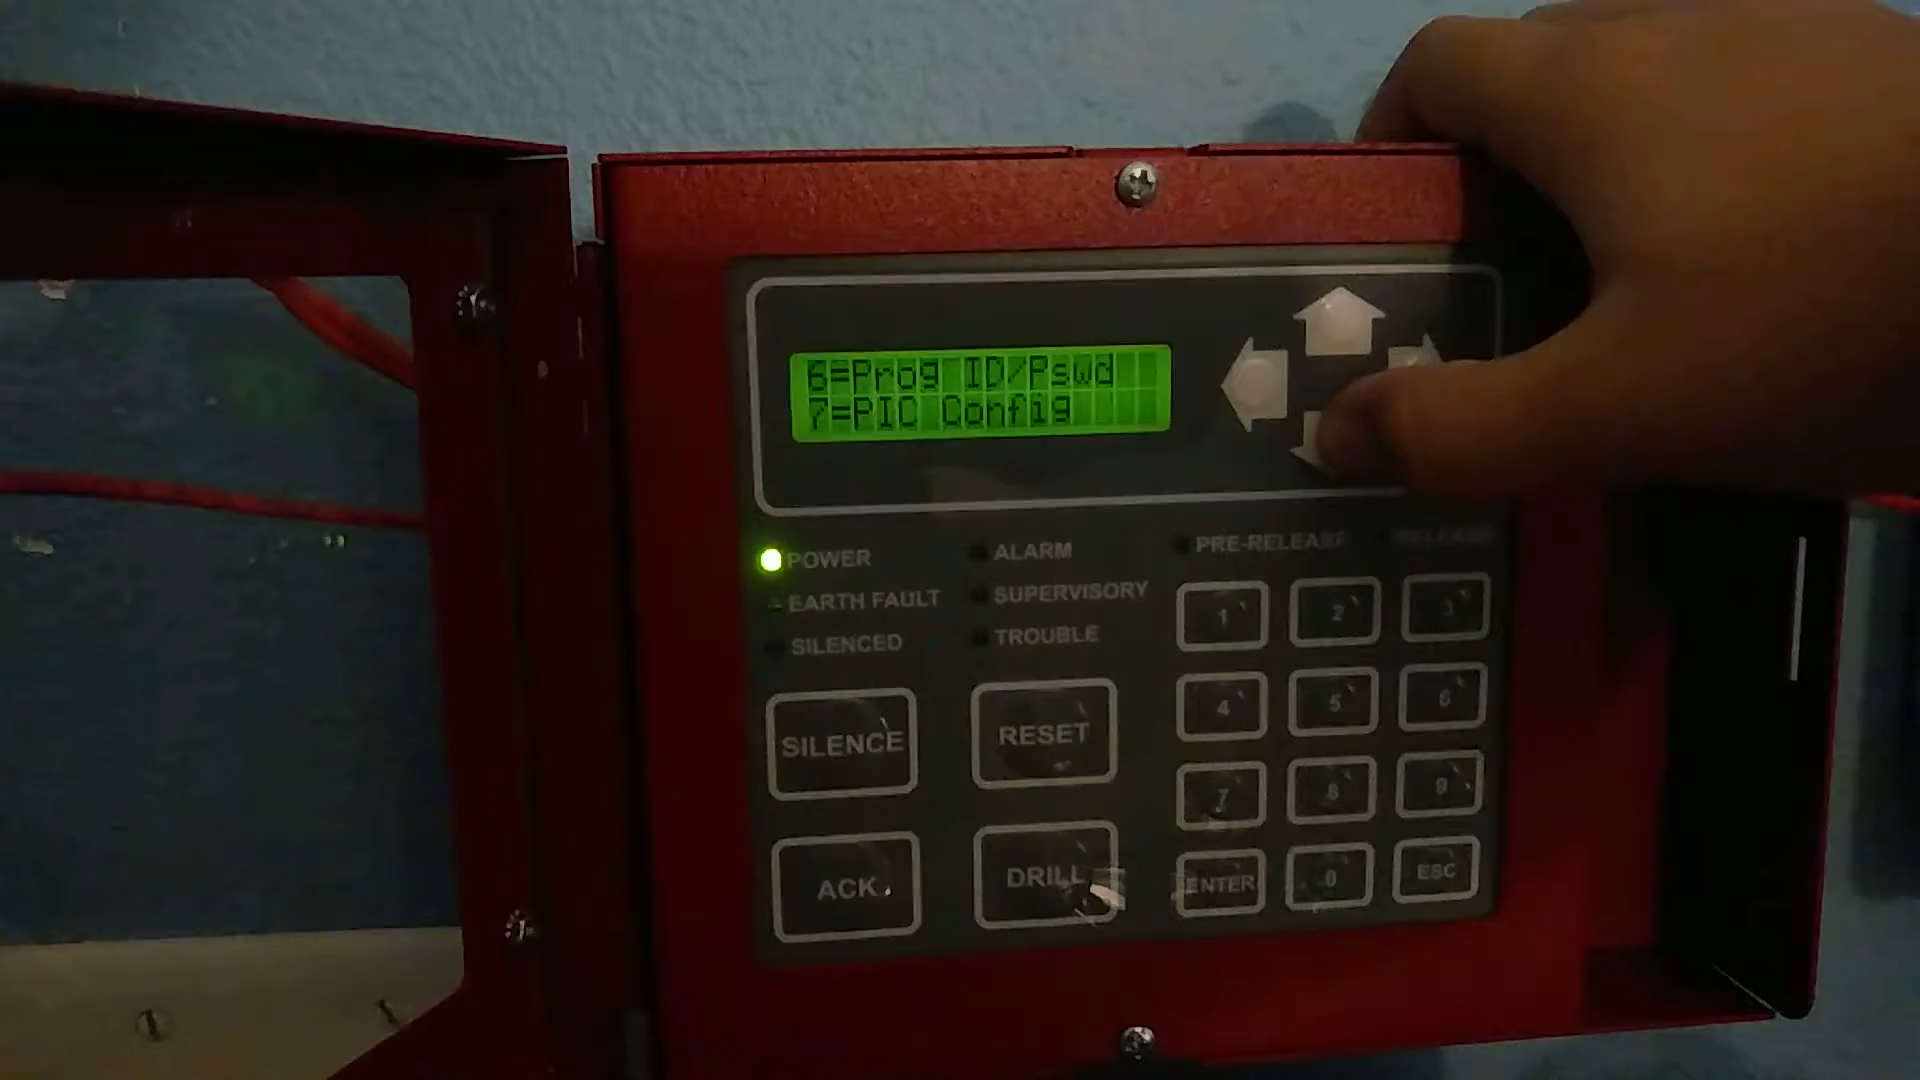 6=Prog ID/Pswd
7=PIC Config
POWER
ALARM
PRE-RELEASE
RELEASE
EARTH FAULT
SUPERVISORY
SILENCED
TROUBLE
1
2
3
4
5
6
7
8
9
ENTER
0
ESC
SILENCE
RESET
ACK
DRILL